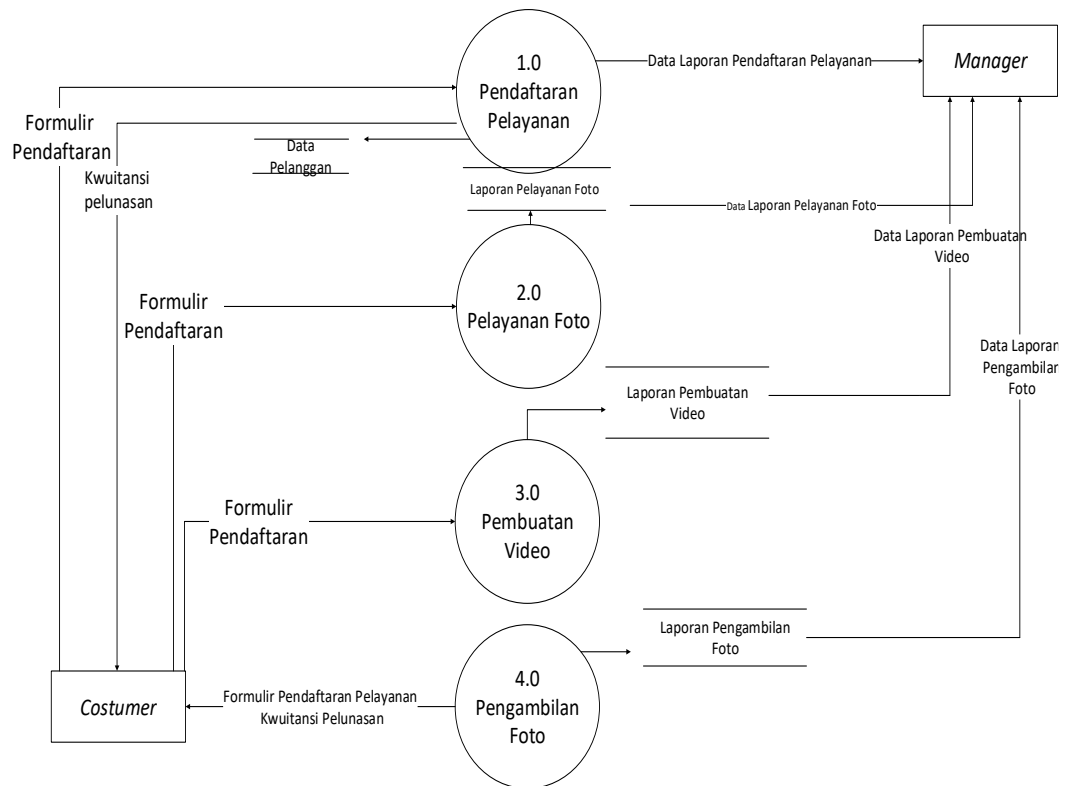 1.0
Pendaftaran
Pelayanan
Data Laporan Pendaftaran Pelayanan
Manager
Formulir
Pendaftaran
Kwuitansi
pelunasan
Data
Pelanggan
Laporan Pelayanan Foto
Data Laporan Pelayanan Foto
Data Laporan Pembuatan
Video
Formulir
Pendaftaran
2.0
Pelayanan Foto
Data Laporan
Pengambilan
Foto
Laporan Pembuatan
Video
Formulir
Pendaftaran
3.0
Pembuatan
Video
Laporan Pengambilan
Foto
Costumer
Formulir Pendaftaran Pelayanan
Kwuitansi Pelunasan
4.0
Pengambilan
Foto